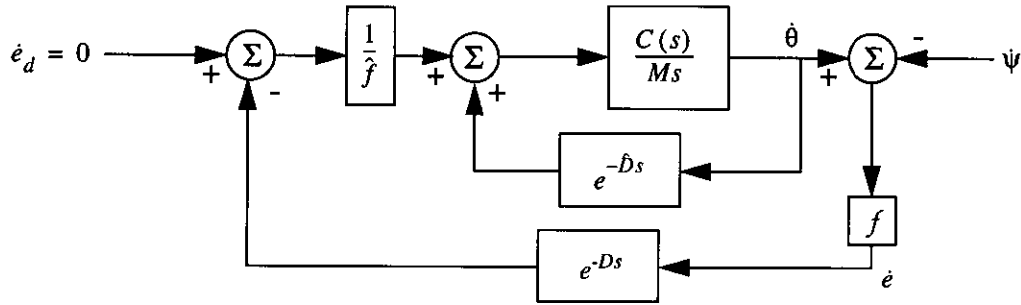 ė_d = 0
+
Σ
-
1/f̂
+
Σ
+
C(s)/Ms
θ̇
+
Σ
-
ψ̇
e^{-D̂s}
f
e^{-Ds}
ė